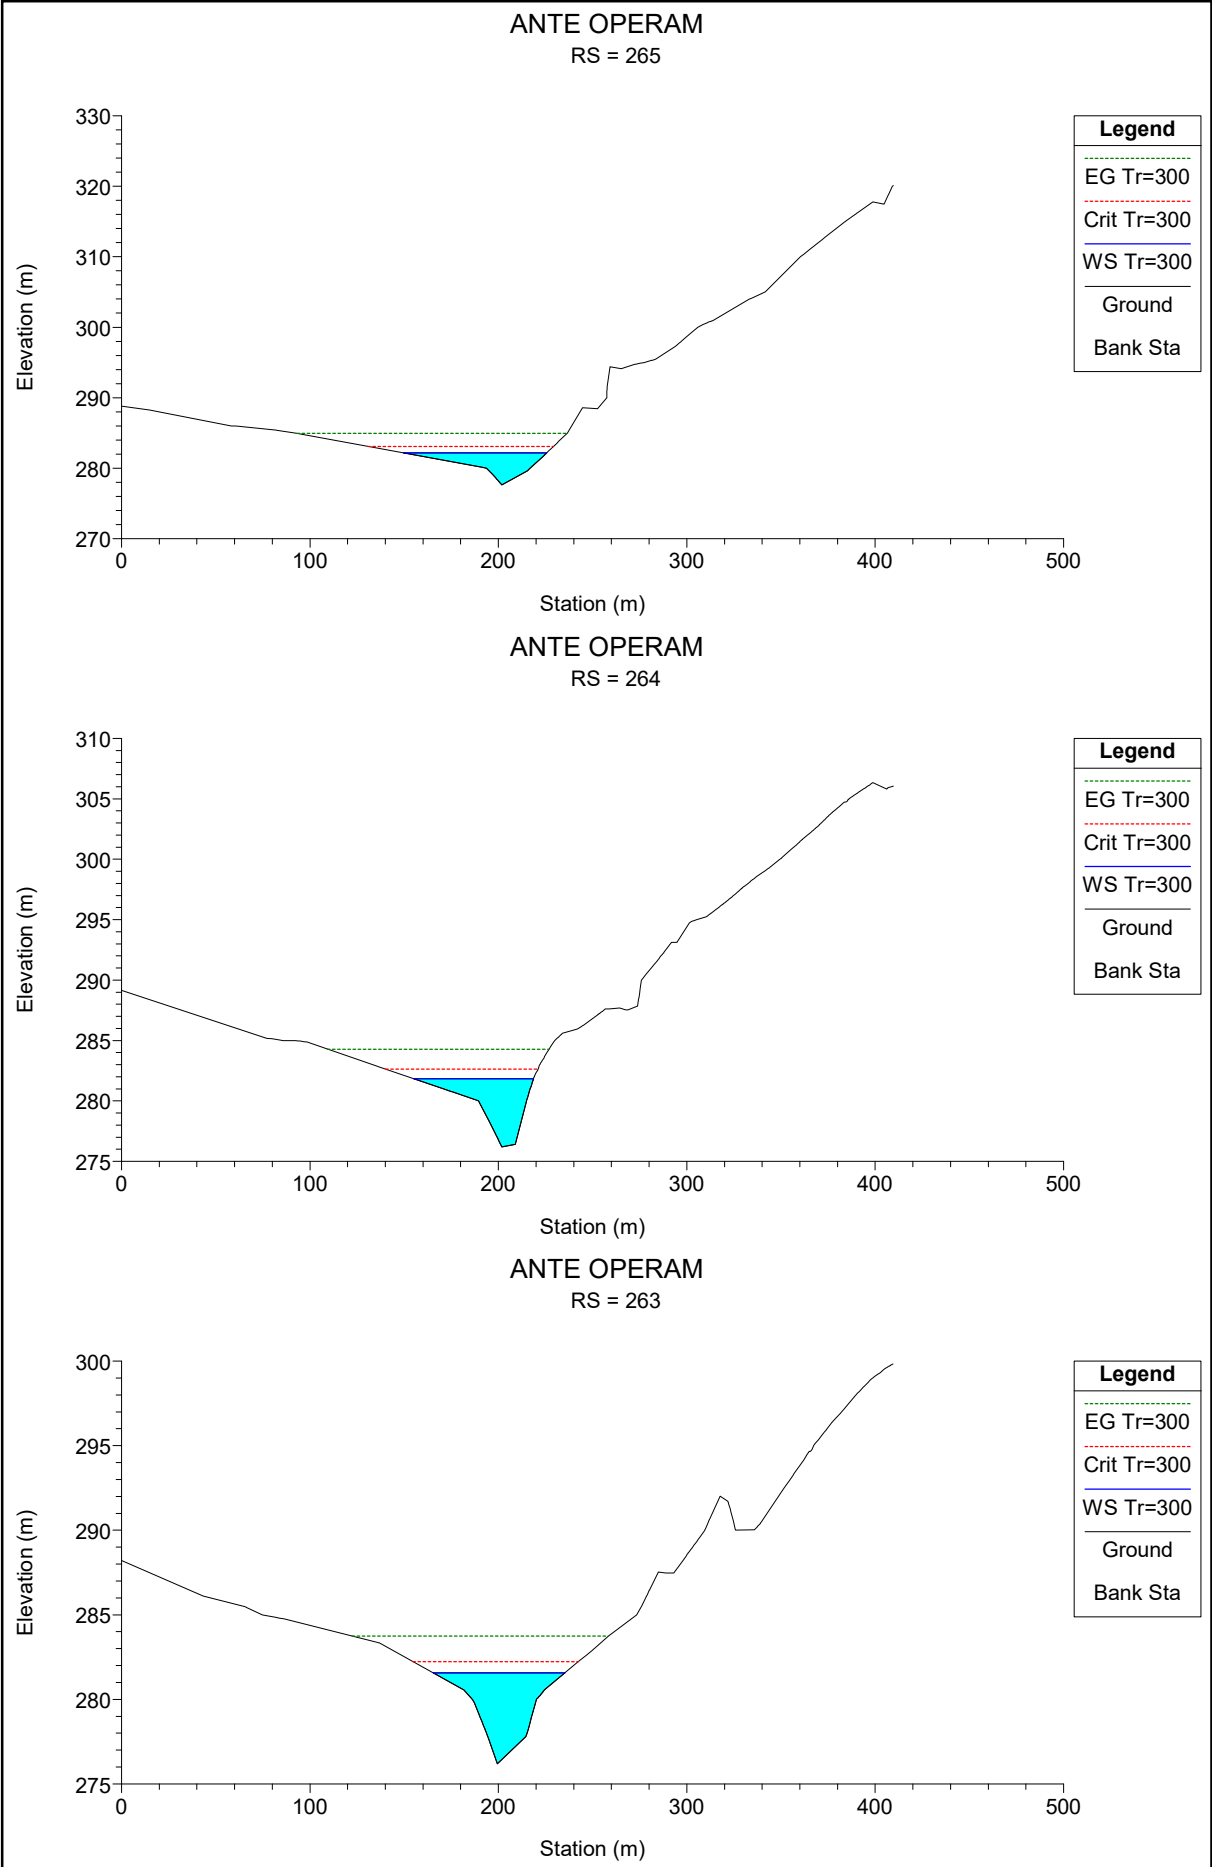 ANTE OPERAM
RS = 265
330
320
310
300
290
280
270
0 100 200 300 400 500
Elevation (m)
Station (m)
Legend
EG Tr=300
Crit Tr=300
WS Tr=300
Ground
Bank Sta
ANTE OPERAM
RS = 264
310
305
300
295
290
285
280
275
0 100 200 300 400 500
Elevation (m)
Station (m)
Legend
EG Tr=300
Crit Tr=300
WS Tr=300
Ground
Bank Sta
ANTE OPERAM
RS = 263
300
295
290
285
280
275
0 100 200 300 400 500
Elevation (m)
Station (m)
Legend
EG Tr=300
Crit Tr=300
WS Tr=300
Ground
Bank Sta